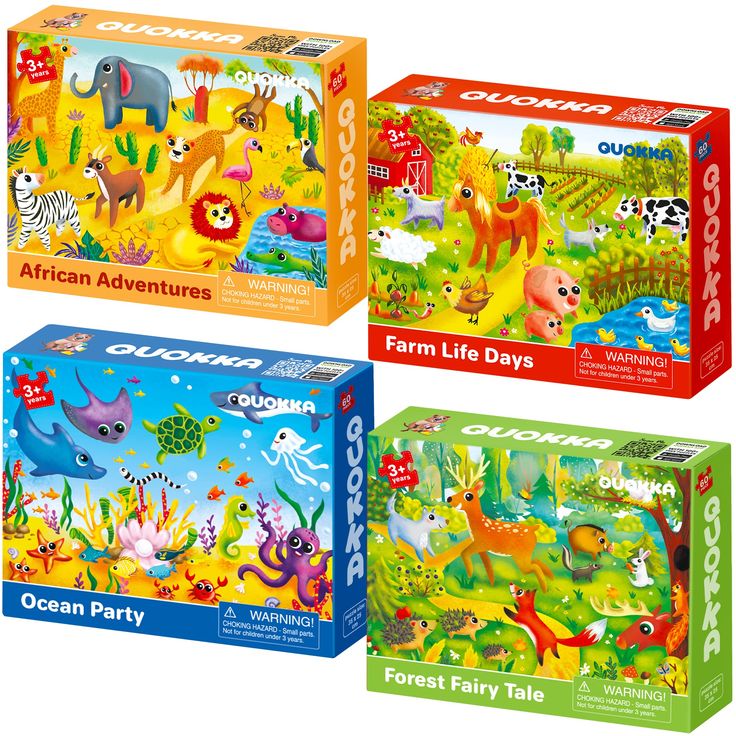 QUOKKA
DOWNLOAD
3+
years
QUOKKA
60
QUOKKA
African Adventures
WARNING!
CHOKING HAZARD - Small parts.
Not for children under 3 years.
QUOKKA
DOWNLOAD
3+
years
QUOKKA
60
QUOKKA
Farm Life Days
WARNING!
CHOKING HAZARD - Small parts.
Not for children under 3 years.
QUOKKA
DOWNLOAD
3+
years
QUOKKA
60
QUOKKA
Ocean Party
WARNING!
CHOKING HAZARD - Small parts.
Not for children under 3 years.
QUOKKA
DOWNLOAD
3+
years
QUOKKA
60
QUOKKA
Forest Fairy Tale
WARNING!
CHOKING HAZARD - Small parts.
Not for children under 3 years.